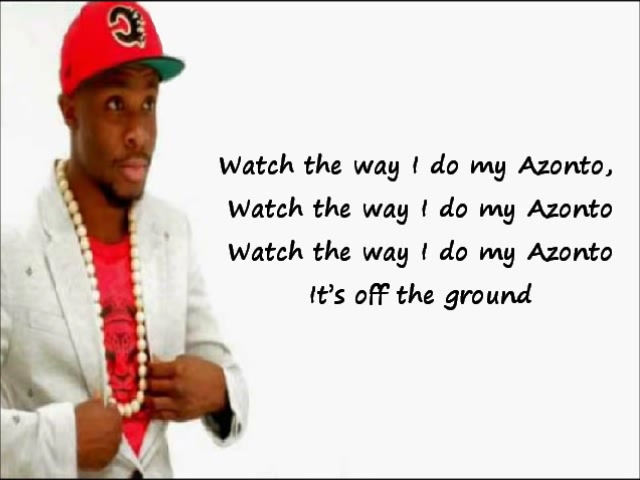 Watch the way I do my Azonto,
Watch the way I do my Azonto
Watch the way I do my Azonto
It's off the ground